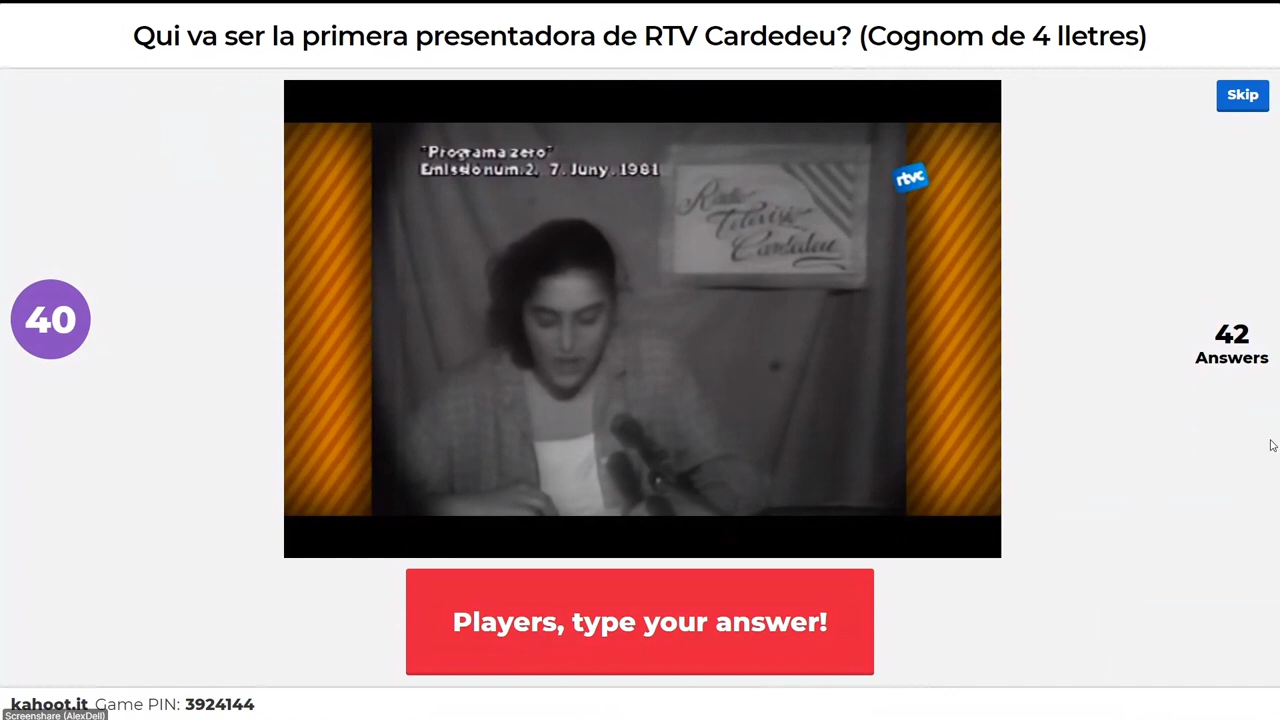 Qui va ser la primera presentadora de RTV Cardedeu? (Cognom de 4 lletres)
Skip
"Programa zero"
Emissio num.2. 7. Juny. 1981
rtvc
Ràdio
Televisió
Cardedeu
40
42
Answers
Players, type your answer!
kahoot.it Game PIN: 3924144
Screenshare (AlexDell)